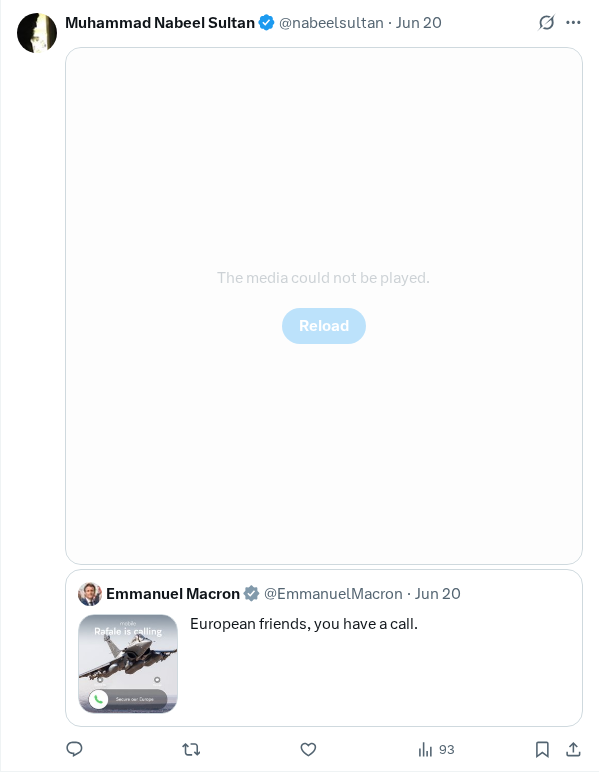 Muhammad Nabeel Sultan @nabeelsultan · Jun 20
The media could not be played.
Reload
Emmanuel Macron @EmmanuelMacron · Jun 20
mobile
Rafale is calling
Secure our Europe
European friends, you have a call.
93